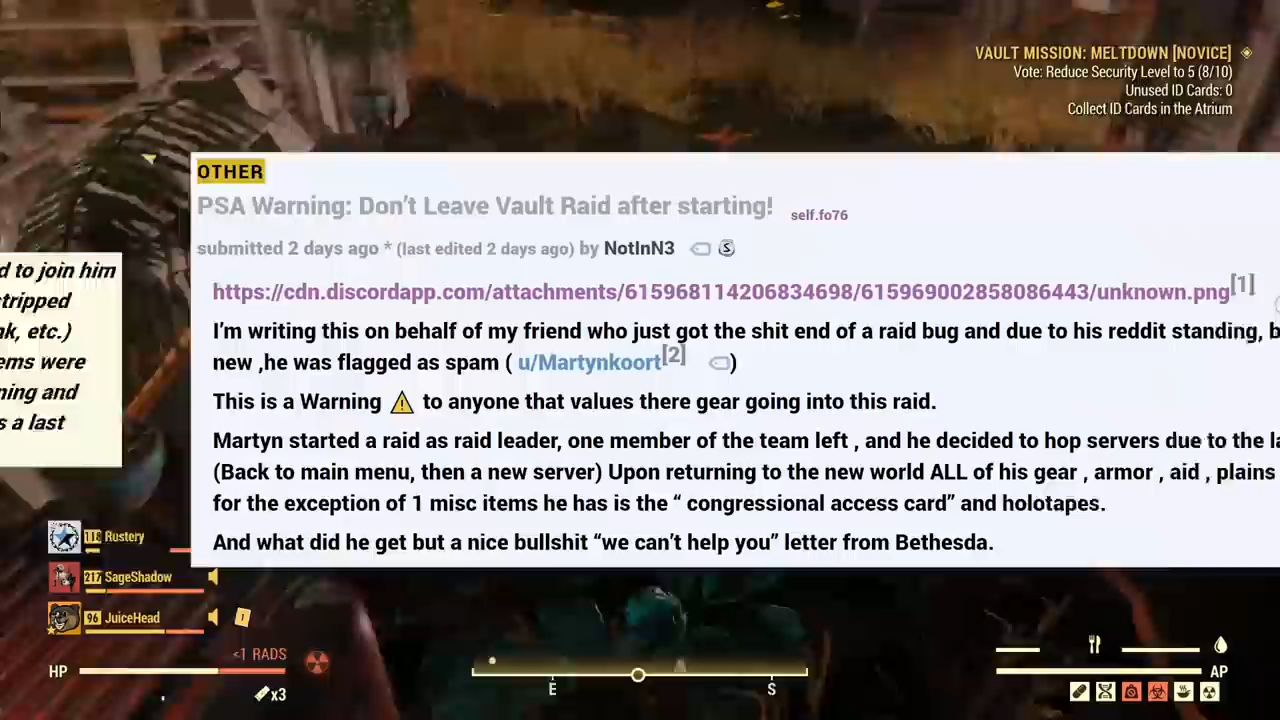 VAULT MISSION: MELTDOWN [NOVICE]
Vote: Reduce Security Level to 5 (8/10)
Unused ID Cards: 0
Collect ID Cards in the Atrium
OTHER
PSA Warning: Don't Leave Vault Raid after starting! self.fo76
submitted 2 days ago * (last edited 2 days ago) by NotInN3
https://cdn.discordapp.com/attachments/615968114206834698/615969002858086443/unknown.png[1]
I'm writing this on behalf of my friend who just got the shit end of a raid bug and due to his reddit standing, b
new ,he was flagged as spam ( u/Martynkoort[2] )
This is a Warning ⚠ to anyone that values there gear going into this raid.
Martyn started a raid as raid leader, one member of the team left , and he decided to hop servers due to the la
(Back to main menu, then a new server) Upon returning to the new world ALL of his gear , armor , aid , plains
for the exception of 1 misc items he has is the “ congressional access card” and holotapes.
And what did he get but a nice bullshit “we can't help you” letter from Bethesda.
d to join him
stripped
nk, etc.)
ems were
ning and
s a last
118 Rustery
217 SageShadow
96 JuiceHead
<1 RADS
HP
x3
E
S
AP